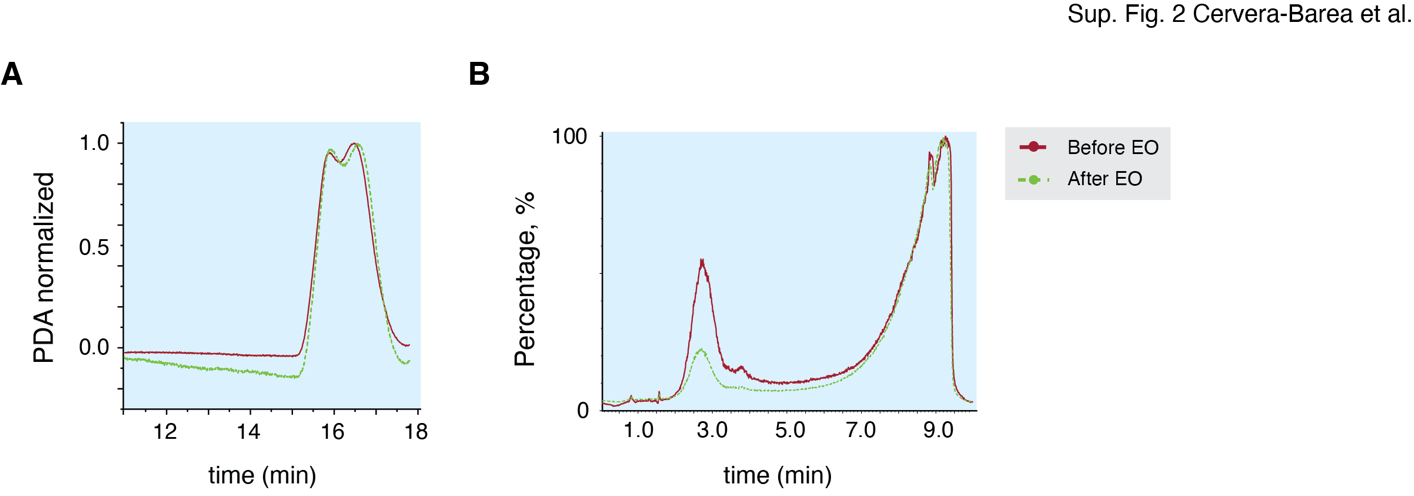 Sup. Fig. 2 Cervera-Barea et al.
A
B
1.0
0.5
0.0
PDA normalized
12 14 16 18
time (min)
100
0
Percentage, %
1.0 3.0 5.0 7.0 9.0
time (min)
Before EO
After EO